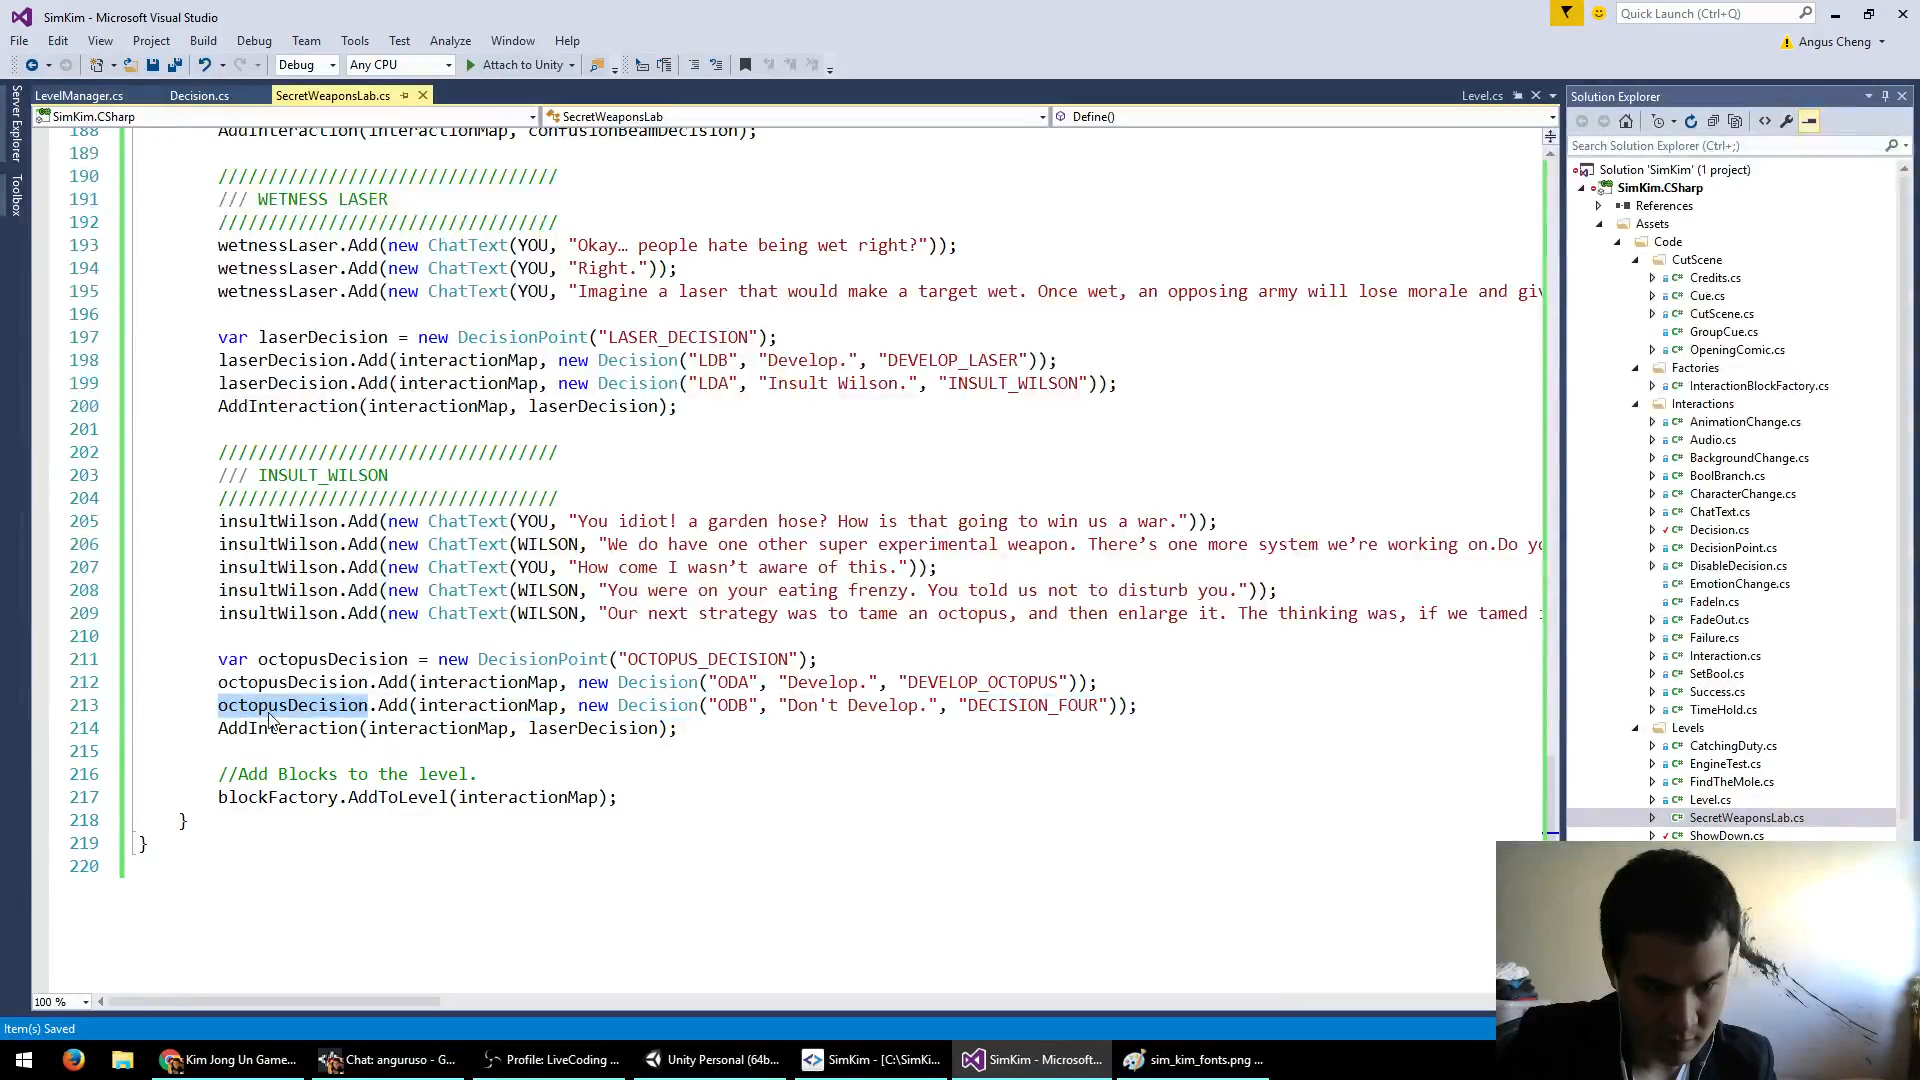 SimKim - Microsoft Visual Studio
Quick Launch (Ctrl+Q)
File Edit View Project Build Debug Team Tools Test Analyze Window Help
Angus Cheng
Debug Any CPU Attach to Unity
Server Explorer
Toolbox
LevelManager.cs Decision.cs SecretWeaponsLab.cs Level.cs
SimKim.CSharp SecretWeaponsLab Define()
188 AddInteraction(interactionMap, confusionBeamDecision);
189
190 //////////////////////////////////
191 /// WETNESS LASER
192 //////////////////////////////////
193 wetnessLaser.Add(new ChatText(YOU, "Okay… people hate being wet right?"));
194 wetnessLaser.Add(new ChatText(YOU, "Right."));
195 wetnessLaser.Add(new ChatText(YOU, "Imagine a laser that would make a target wet. Once wet, an opposing army will lose morale and giv
196
197 var laserDecision = new DecisionPoint("LASER_DECISION");
198 laserDecision.Add(interactionMap, new Decision("LDB", "Develop.", "DEVELOP_LASER"));
199 laserDecision.Add(interactionMap, new Decision("LDA", "Insult Wilson.", "INSULT_WILSON"));
200 AddInteraction(interactionMap, laserDecision);
201
202 //////////////////////////////////
203 /// INSULT_WILSON
204 //////////////////////////////////
205 insultWilson.Add(new ChatText(YOU, "You idiot! a garden hose? How is that going to win us a war."));
206 insultWilson.Add(new ChatText(WILSON, "We do have one other super experimental weapon. There’s one more system we’re working on.Do yo
207 insultWilson.Add(new ChatText(YOU, "How come I wasn’t aware of this."));
208 insultWilson.Add(new ChatText(WILSON, "You were on your eating frenzy. You told us not to disturb you."));
209 insultWilson.Add(new ChatText(WILSON, "Our next strategy was to tame an octopus, and then enlarge it. The thinking was, if we tamed i
210
211 var octopusDecision = new DecisionPoint("OCTOPUS_DECISION");
212 octopusDecision.Add(interactionMap, new Decision("ODA", "Develop.", "DEVELOP_OCTOPUS"));
213 octopusDecision.Add(interactionMap, new Decision("ODB", "Don't Develop.", "DECISION_FOUR"));
214 AddInteraction(interactionMap, laserDecision);
215
216 //Add Blocks to the level.
217 blockFactory.AddToLevel(interactionMap);
218 }
219 }
220
100 %
Solution Explorer
Search Solution Explorer (Ctrl+;)
Solution 'SimKim' (1 project)
SimKim.CSharp
References
Assets
Code
CutScene
Credits.cs
Cue.cs
CutScene.cs
GroupCue.cs
OpeningComic.cs
Factories
InteractionBlockFactory.cs
Interactions
AnimationChange.cs
Audio.cs
BackgroundChange.cs
BoolBranch.cs
CharacterChange.cs
ChatText.cs
Decision.cs
DecisionPoint.cs
DisableDecision.cs
EmotionChange.cs
FadeIn.cs
FadeOut.cs
Failure.cs
Interaction.cs
SetBool.cs
Success.cs
TimeHold.cs
Levels
CatchingDuty.cs
EngineTest.cs
FindTheMole.cs
Level.cs
SecretWeaponsLab.cs
ShowDown.cs
Item(s) Saved
Kim Jong Un Game... Chat: anguruso - G... Profile: LiveCoding ... Unity Personal (64b... SimKim - [C:\SimKi... SimKim - Microsoft... sim_kim_fonts.png ...